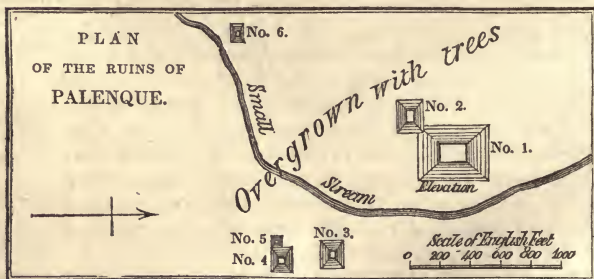 PLAN
OF THE RUINS OF
PALENQUE.
No. 6.
Small
Stream
Overgrown with trees
No. 2.
No. 1.
Elevation
No. 5
No. 4
No. 3.
Scale of English Feet
0 200 400 600 800 1000